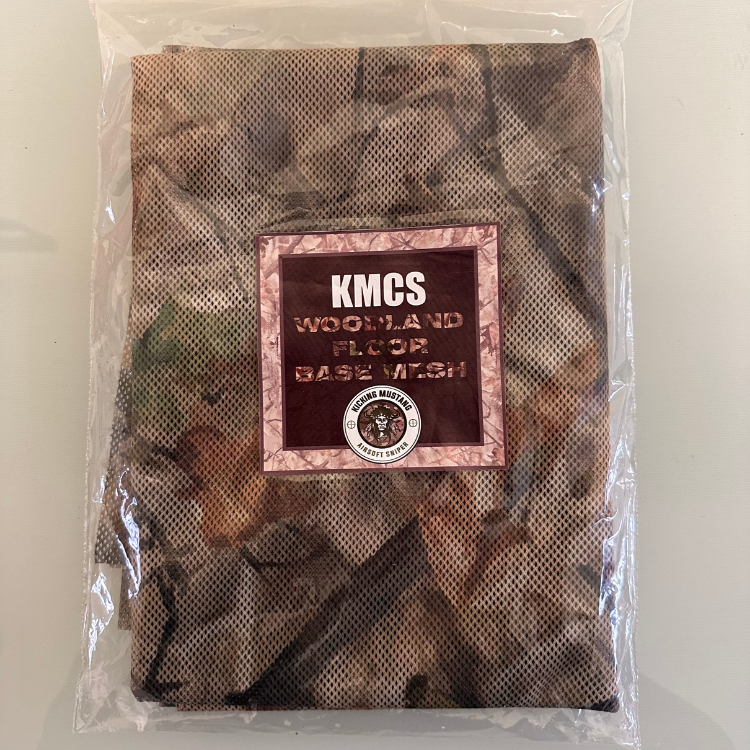 KMCS
WOODLAND
FLOOR
BASE MESH
KICKING MUSTANG
AIRSOFT SNIPER